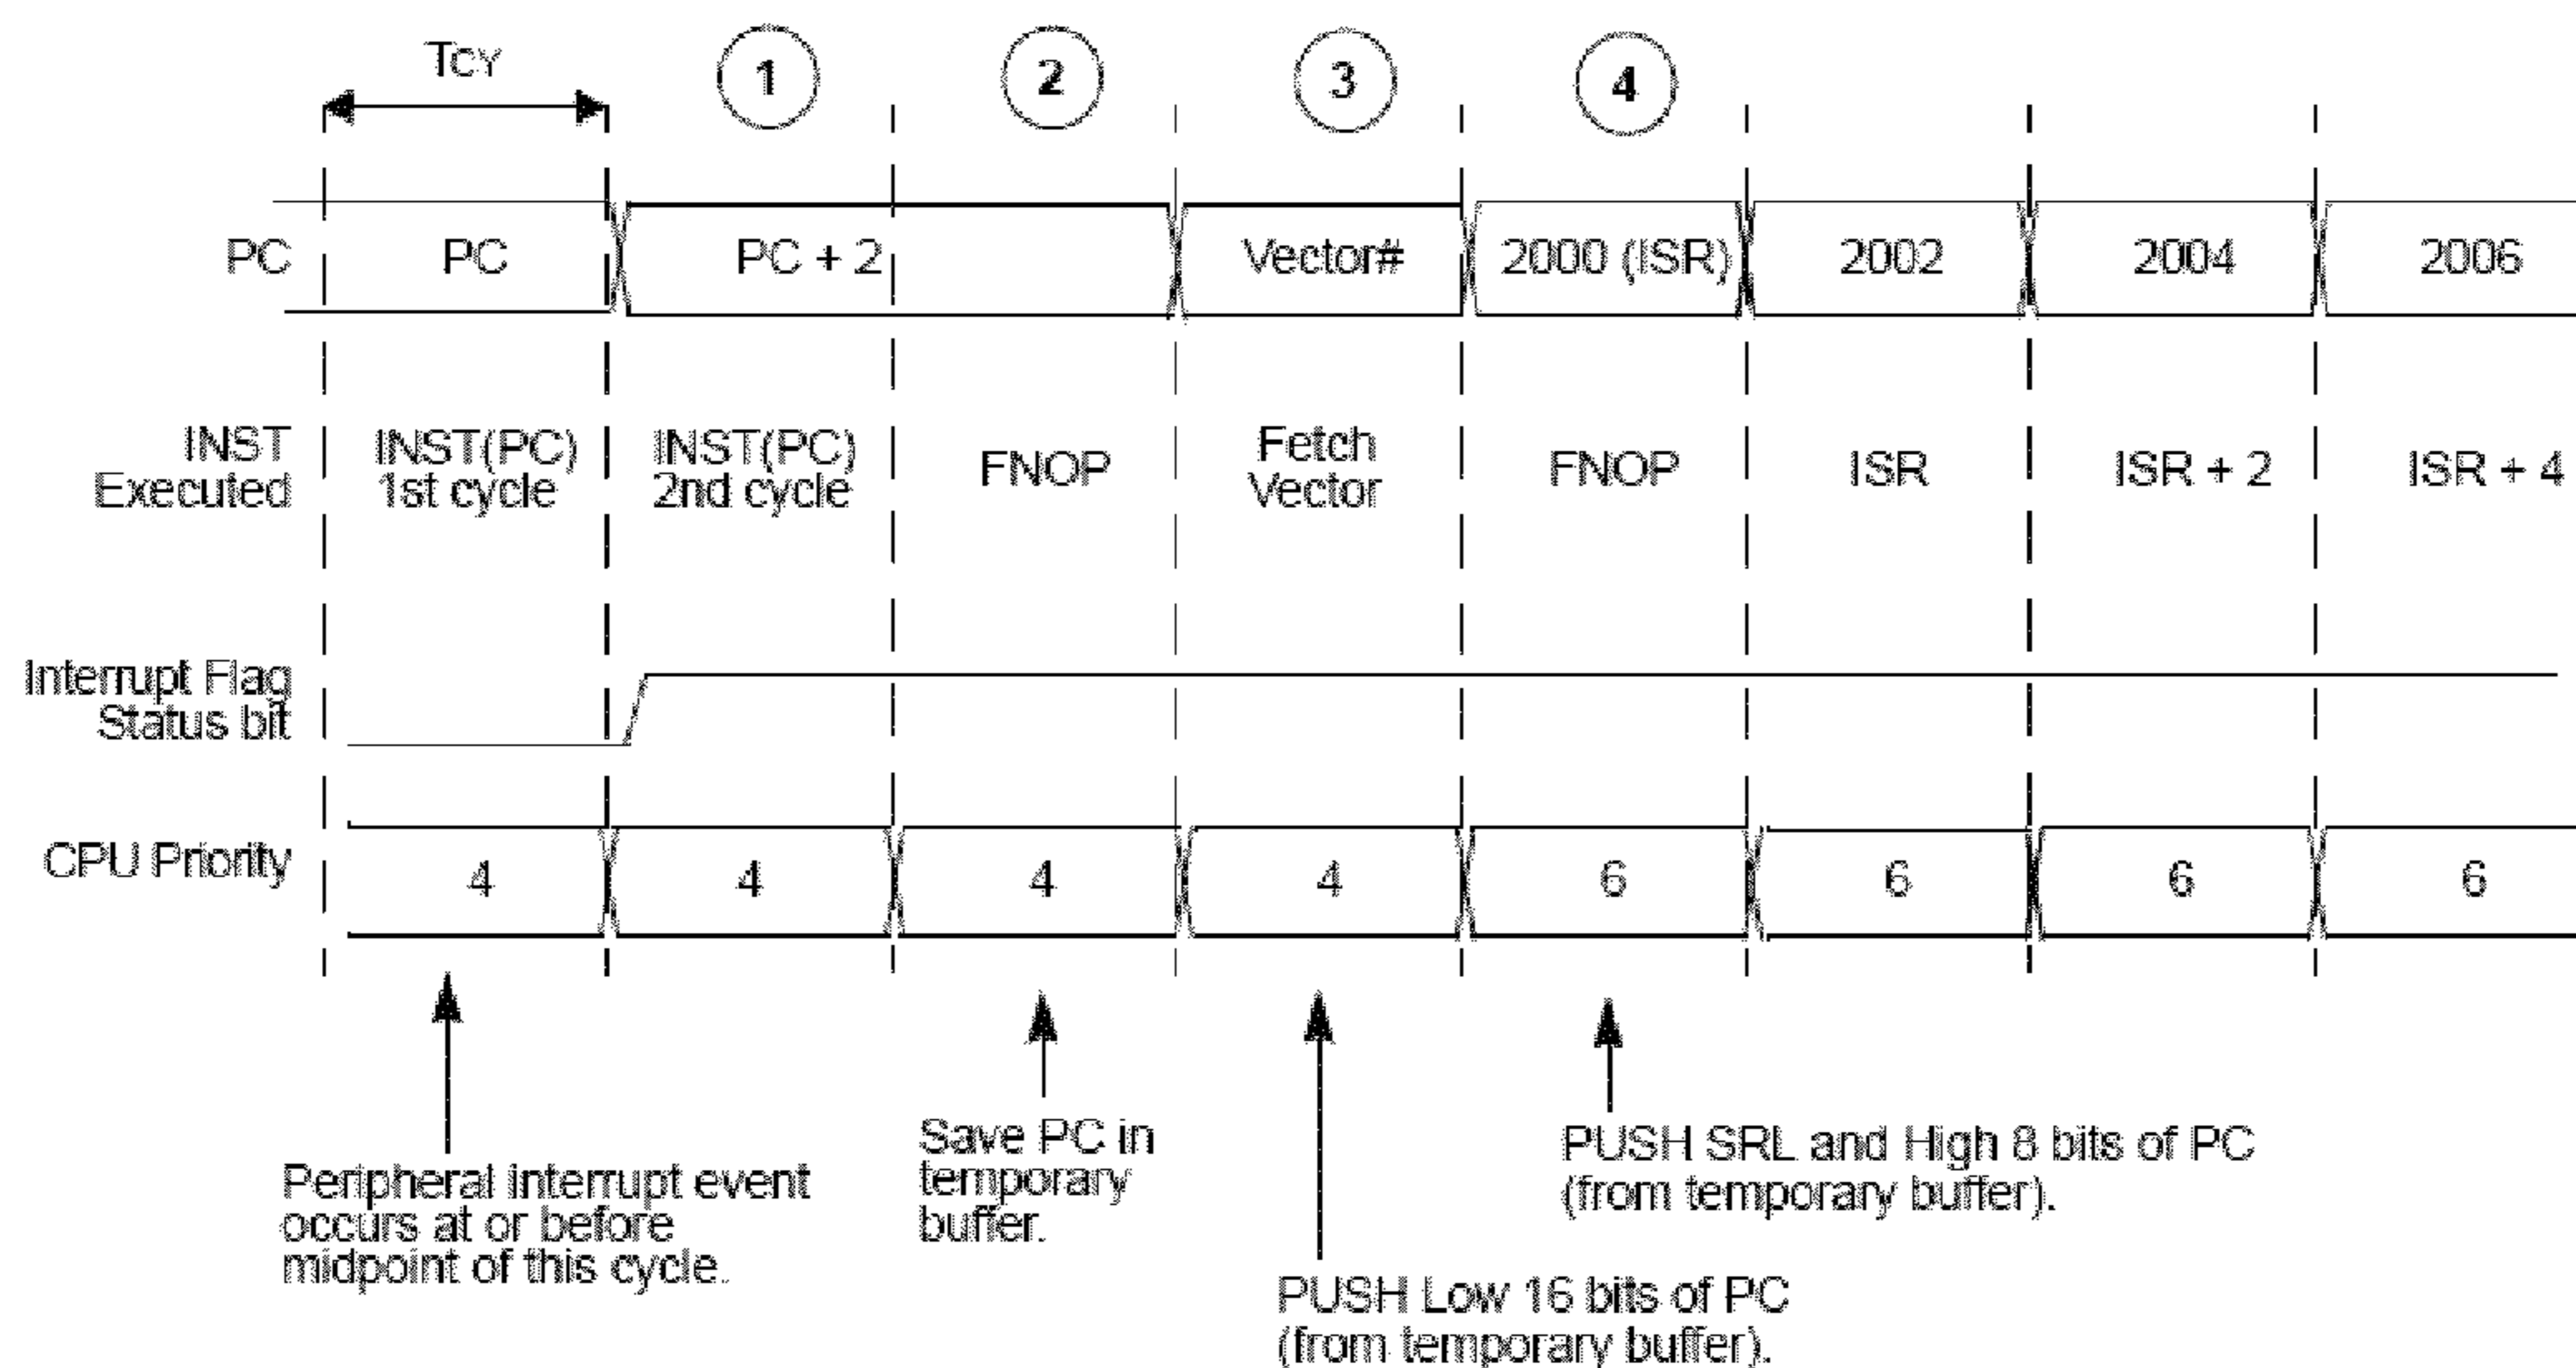 TCY
1 2 3 4
PC PC PC + 2 Vector# 2000 (ISR) 2002 2004 2006
INST
Executed
INST(PC)
1st cycle
INST(PC)
2nd cycle
FNOP
Fetch
Vector
FNOP
ISR
ISR + 2
ISR + 4
Interrupt Flag
Status bit
CPU Priority 4 4 4 4 6 6 6 6
Peripheral interrupt event
occurs at or before
midpoint of this cycle.
Save PC in
temporary
buffer.
PUSH Low 16 bits of PC
(from temporary buffer).
PUSH SRL and High 8 bits of PC
(from temporary buffer).